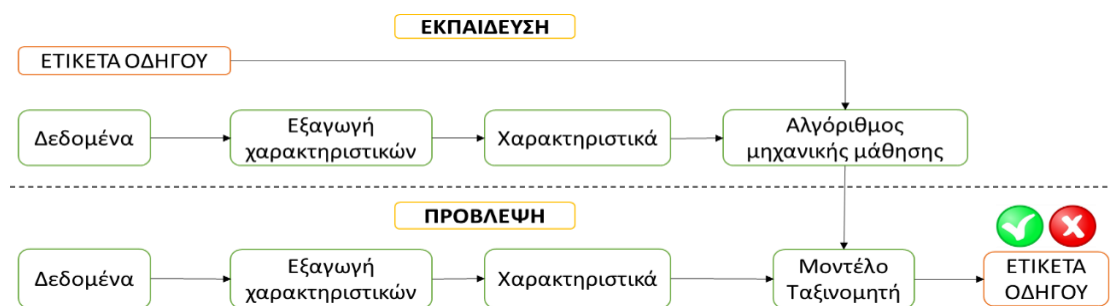 ΕΚΠΑΙΔΕΥΣΗ
ΕΤΙΚΕΤΑ ΟΔΗΓΟΥ
Δεδομένα
Εξαγωγή
χαρακτηριστικών
Χαρακτηριστικά
Αλγόριθμος
μηχανικής μάθησης
ΠΡΟΒΛΕΨΗ
Δεδομένα
Εξαγωγή
χαρακτηριστικών
Χαρακτηριστικά
Μοντέλο
Ταξινομητή
ΕΤΙΚΕΤΑ
ΟΔΗΓΟΥ